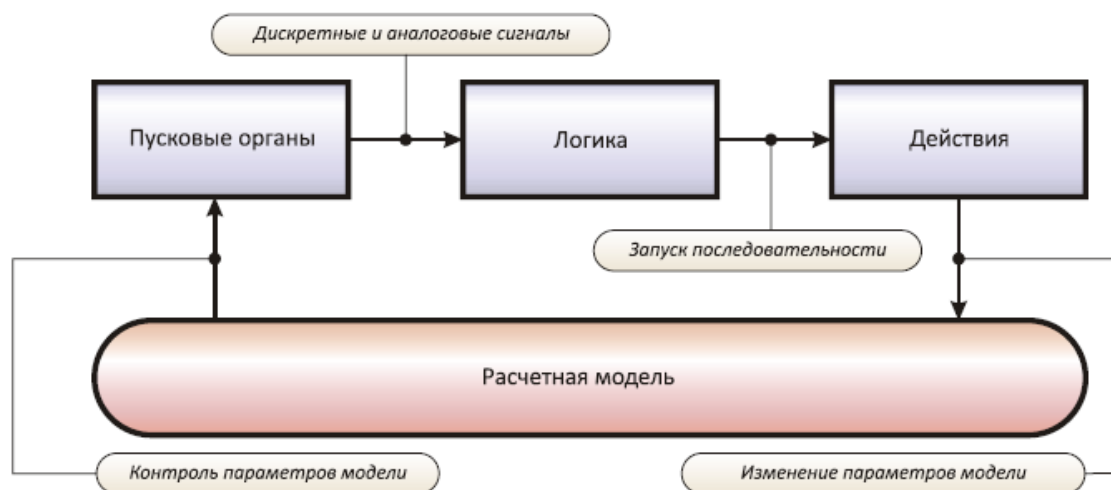 Дискретные и аналоговые сигналы
Пусковые органы
Логика
Действия
Запуск последовательности
Расчетная модель
Контроль параметров модели
Изменение параметров модели